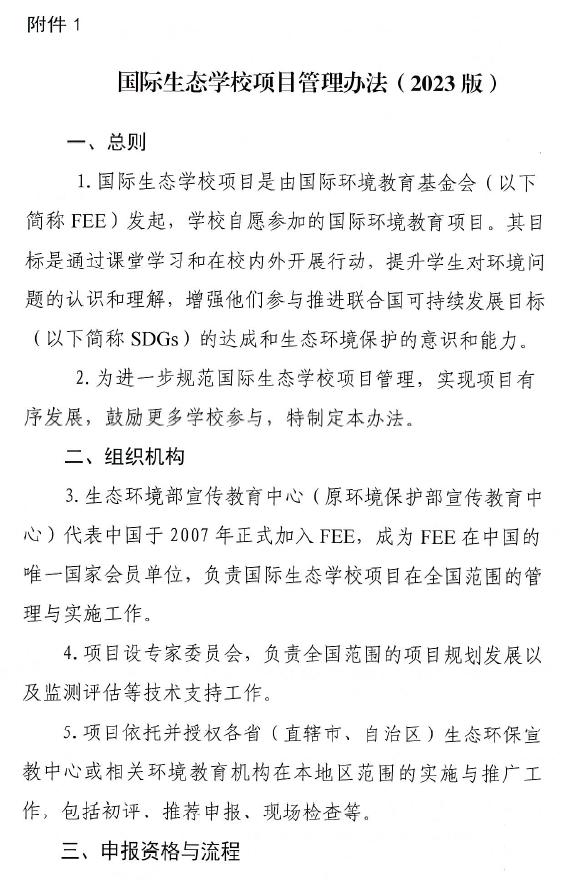 附件 1
国际生态学校项目管理办法（2023 版）
一、总则
1.国际生态学校项目是由国际环境教育基金会（以下
简称 FEE）发起，学校自愿参加的国际环境教育项目。其目
标是通过课堂学习和在校内外开展行动，提升学生对环境问
题的认识和理解，增强他们参与推进联合国可持续发展目标
（以下简称 SDGs）的达成和生态环境保护的意识和能力。
2.为进一步规范国际生态学校项目管理，实现项目有
序发展，鼓励更多学校参与，特制定本办法。
二、组织机构
3.生态环境部宣传教育中心（原环境保护部宣传教育中
心）代表中国于 2007 年正式加入 FEE，成为 FEE 在中国的
唯一国家会员单位，负责国际生态学校项目在全国范围的管
理与实施工作。
4.项目设专家委员会，负责全国范围的项目规划发展以
及监测评估等技术支持工作。
5.项目依托并授权各省（直辖市、自治区）生态环保宣
教中心或相关环境教育机构在本地区范围的实施与推广工
作，包括初评、推荐申报、现场检查等。
三、申报资格与流程